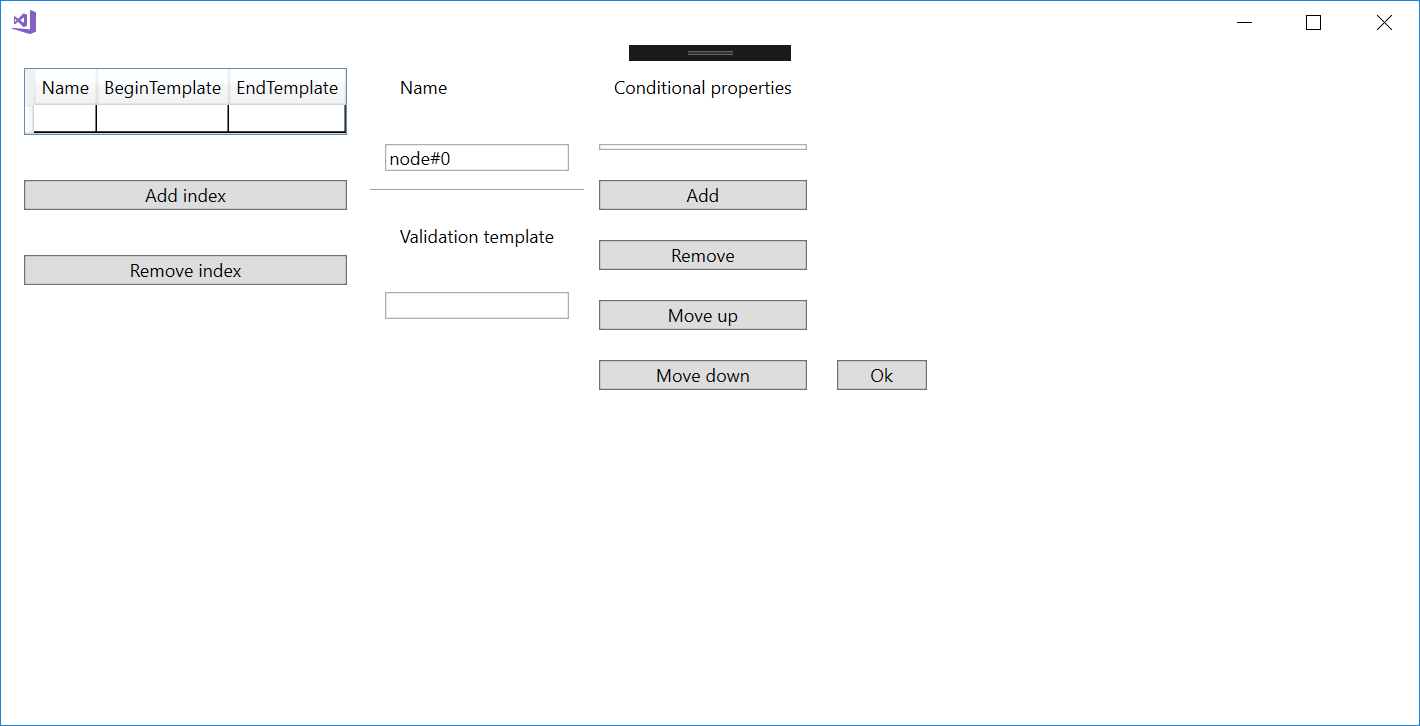 Name BeginTemplate EndTemplate
Add index
Remove index
Name
node#0
Validation template
Conditional properties
Add
Remove
Move up
Move down
Ok